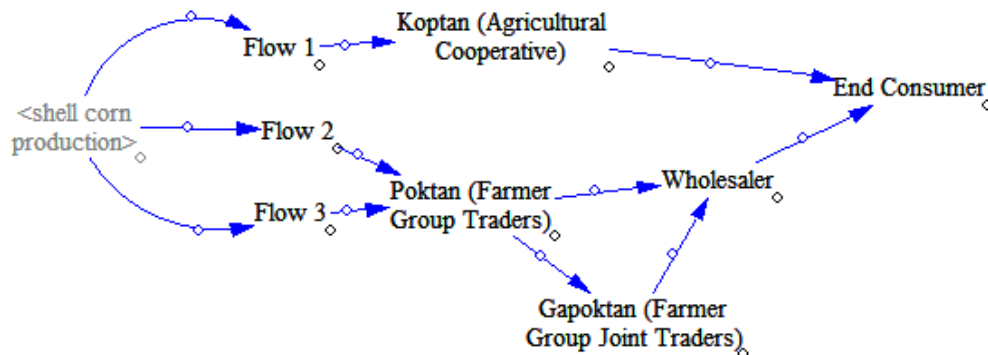 Flow 1
Koptan (Agricultural
Cooperative)
End Consumer
<shell corn
production>
Flow 2
Flow 3
Poktan (Farmer
Group Traders)
Wholesaler
Gapoktan (Farmer
Group Joint Traders)